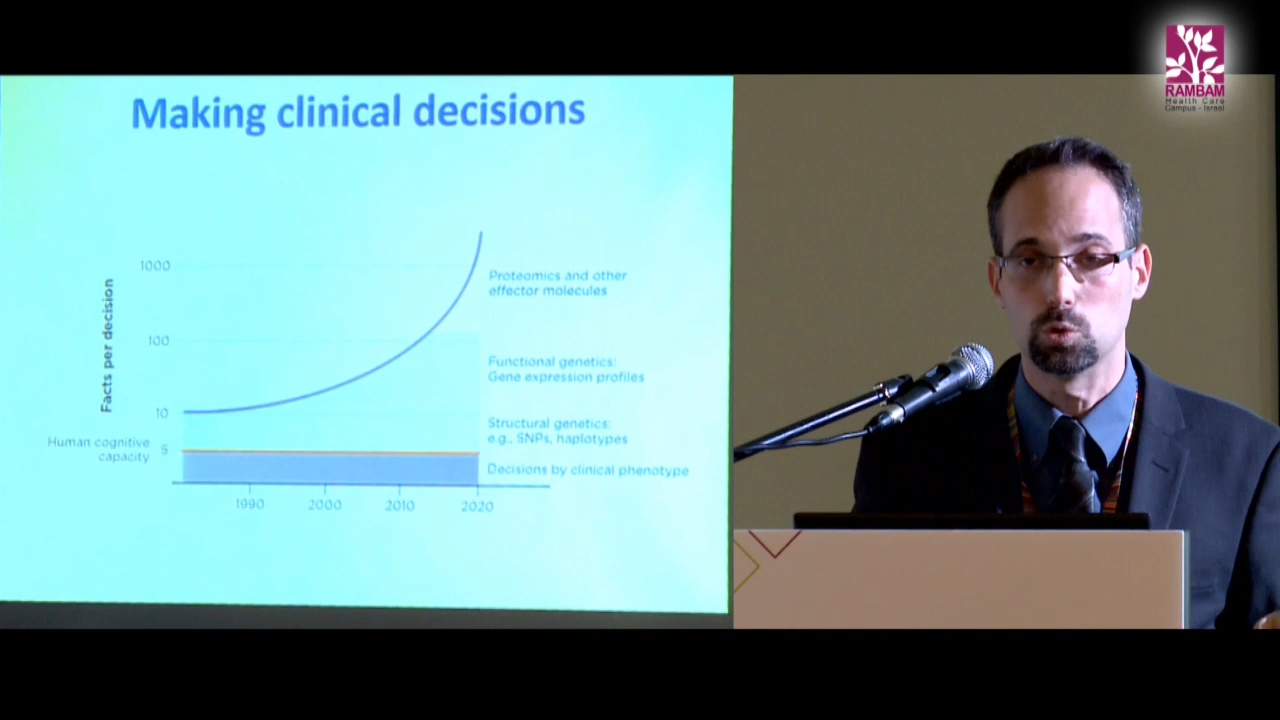 RAMBAM
Health Care
Campus - Israel
Making clinical decisions
Facts per decision
1000
100
10
Human cognitive
capacity
5
1990
2000
2010
2020
Proteomics and other
effector molecules
Functional genetics:
Gene expression profiles
Structural genetics:
e.g., SNPs, haplotypes
Decisions by clinical phenotype